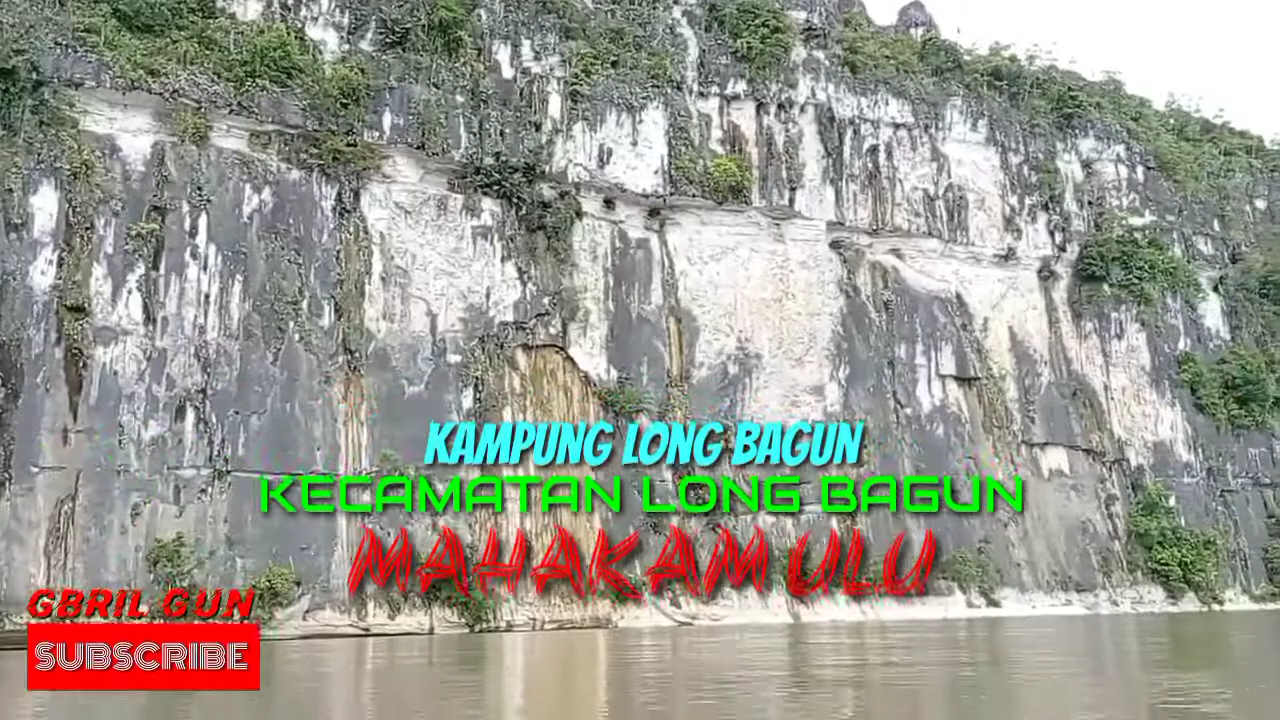 KAMPUNG LONG BAGUN
KECAMATAN LONG BAGUN
MAHAKAM ULU
GBRIL GUN
SUBSCRIBE